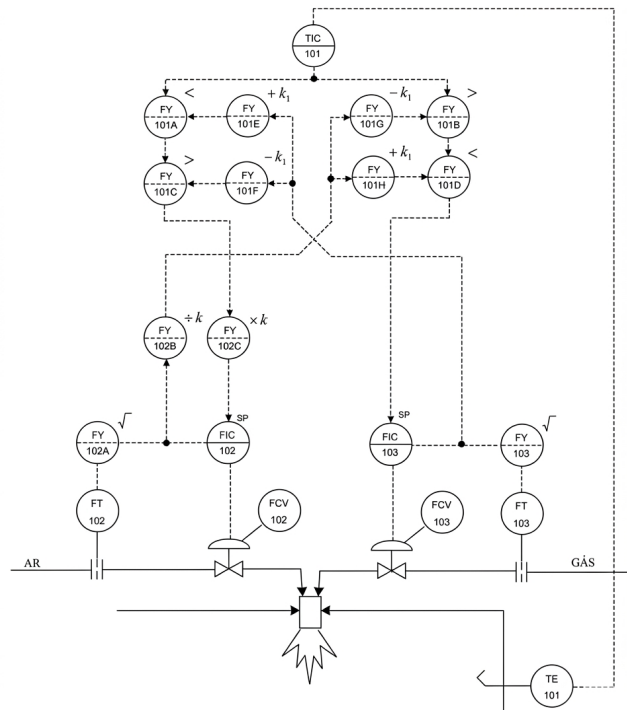 TIC
101
<
+ k₁
− k₁
>
FY
101A
FY
101E
FY
101G
FY
101B
>
− k₁
+ k₁
<
FY
101C
FY
101F
FY
101H
FY
101D
÷ k
× k
FY
102B
FY
102C
SP
SP
√
√
FY
102A
FIC
102
FIC
103
FY
103
FT
102
FCV
102
FCV
103
FT
103
AR
GÁS
TE
101